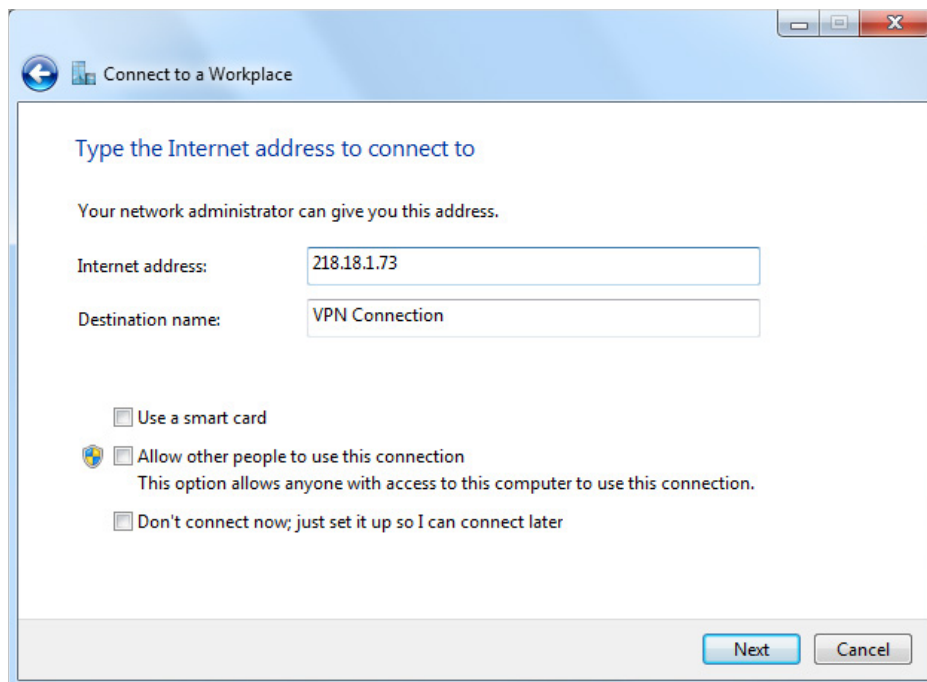 Connect to a Workplace
Type the Internet address to connect to
Your network administrator can give you this address.
Internet address: 218.18.1.73
Destination name: VPN Connection
Use a smart card
Allow other people to use this connection
This option allows anyone with access to this computer to use this connection.
Don't connect now; just set it up so I can connect later
Next Cancel